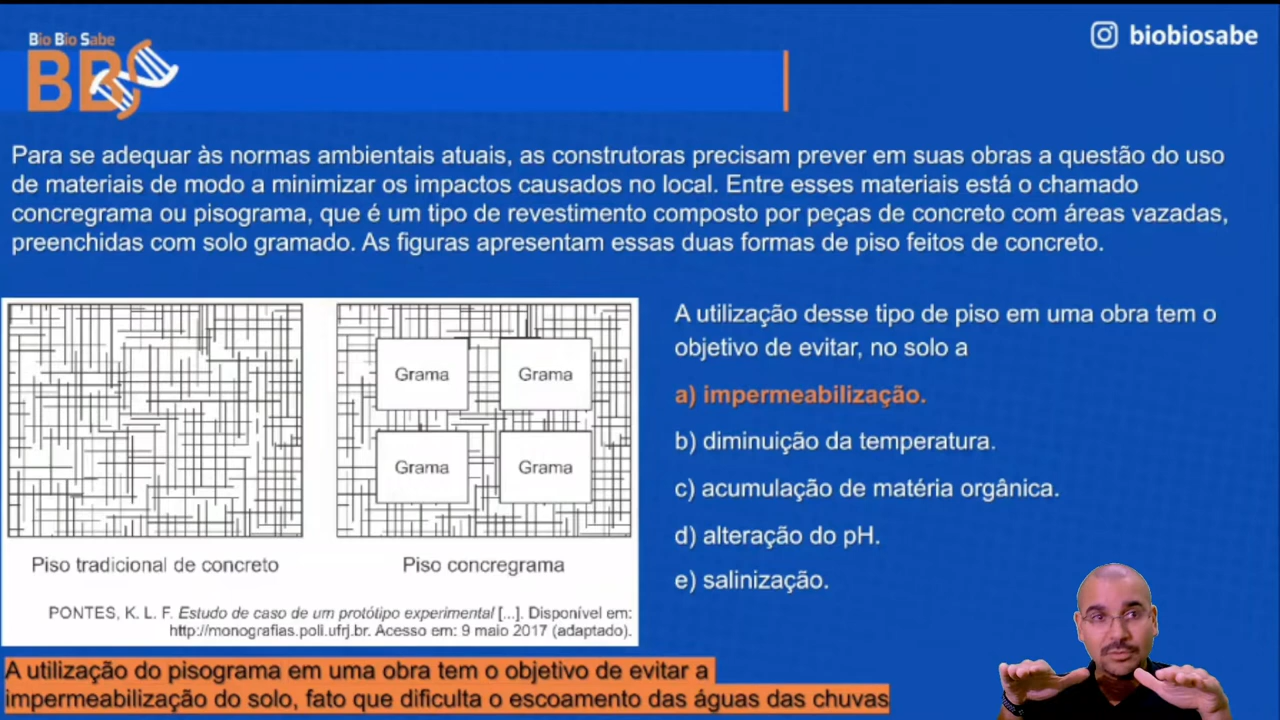 Bio Bio Sabe
BBS
biobiosabe
Para se adequar às normas ambientais atuais, as construtoras precisam prever em suas obras a questão do uso
de materiais de modo a minimizar os impactos causados no local. Entre esses materiais está o chamado
concregrama ou pisograma, que é um tipo de revestimento composto por peças de concreto com áreas vazadas,
preenchidas com solo gramado. As figuras apresentam essas duas formas de piso feitos de concreto.
Grama Grama
Grama Grama
Piso tradicional de concreto
Piso concregrama
PONTES, K. L. F. Estudo de caso de um protótipo experimental [...]. Disponível em:
http://monografias.poli.ufrj.br. Acesso em: 9 maio 2017 (adaptado).
A utilização desse tipo de piso em uma obra tem o
objetivo de evitar, no solo a
a) impermeabilização.
b) diminuição da temperatura.
c) acumulação de matéria orgânica.
d) alteração do pH.
e) salinização.
A utilização do pisograma em uma obra tem o objetivo de evitar a
impermeabilização do solo, fato que dificulta o escoamento das águas das chuvas